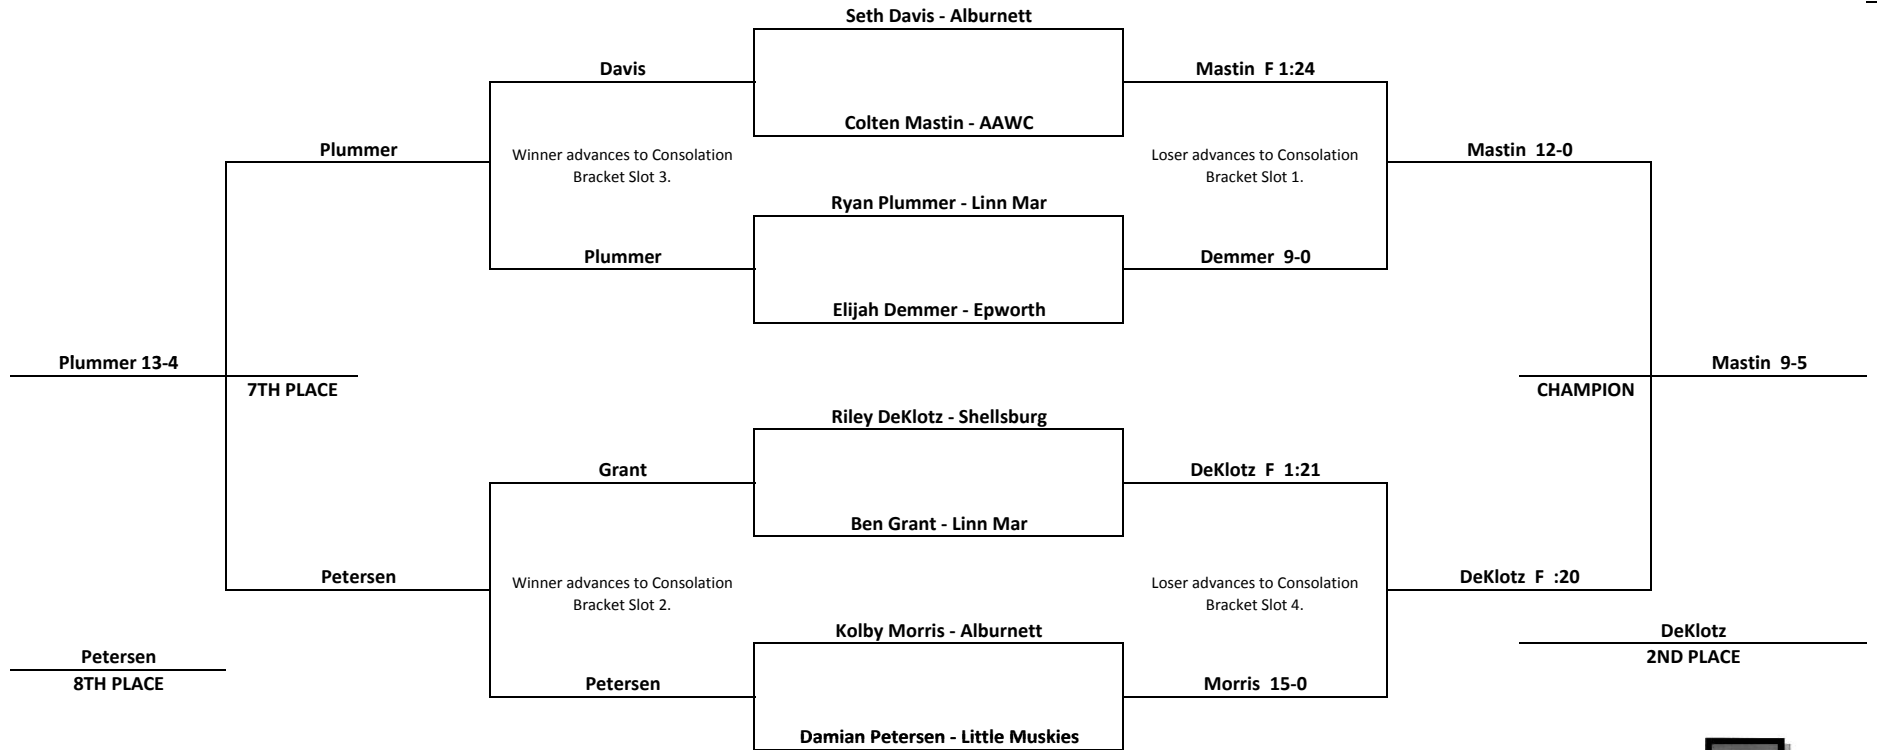 Seth Davis - Alburnett
Davis
Mastin F 1:24
Colten Mastin - AAWC
Plummer
Winner advances to Consolation
Bracket Slot 3.
Loser advances to Consolation
Bracket Slot 1.
Mastin 12-0
Ryan Plummer - Linn Mar
Plummer
Demmer 9-0
Elijah Demmer - Epworth
Plummer 13-4
7TH PLACE
Mastin 9-5
CHAMPION
Riley DeKlotz - Shellsburg
Grant
DeKlotz F 1:21
Ben Grant - Linn Mar
Petersen
Winner advances to Consolation
Bracket Slot 2.
Loser advances to Consolation
Bracket Slot 4.
DeKlotz F :20
Kolby Morris - Alburnett
DeKlotz
2ND PLACE
Petersen
8TH PLACE
Petersen
Morris 15-0
Damian Petersen - Little Muskies